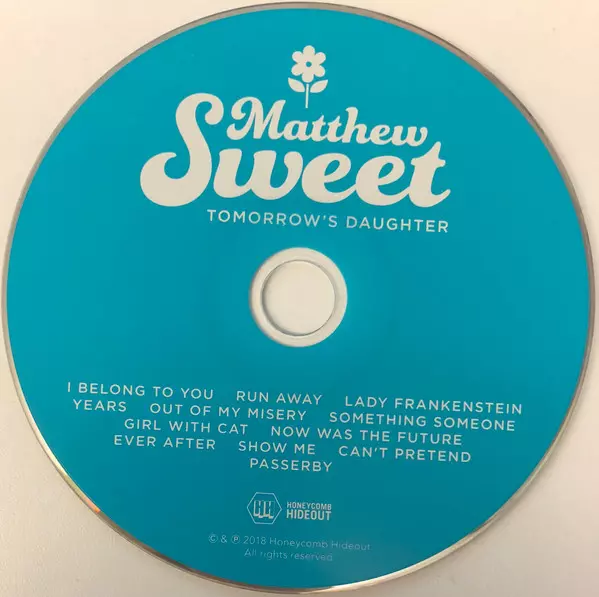 Matthew
Sweet
TOMORROW'S DAUGHTER
I BELONG TO YOU RUN AWAY LADY FRANKENSTEIN
YEARS OUT OF MY MISERY SOMETHING SOMEONE
GIRL WITH CAT NOW WAS THE FUTURE
EVER AFTER SHOW ME CAN'T PRETEND
PASSERBY
HH HONEYCOMB
HIDEOUT
© & ℗ 2018 Honeycomb Hideout.
All rights reserved.